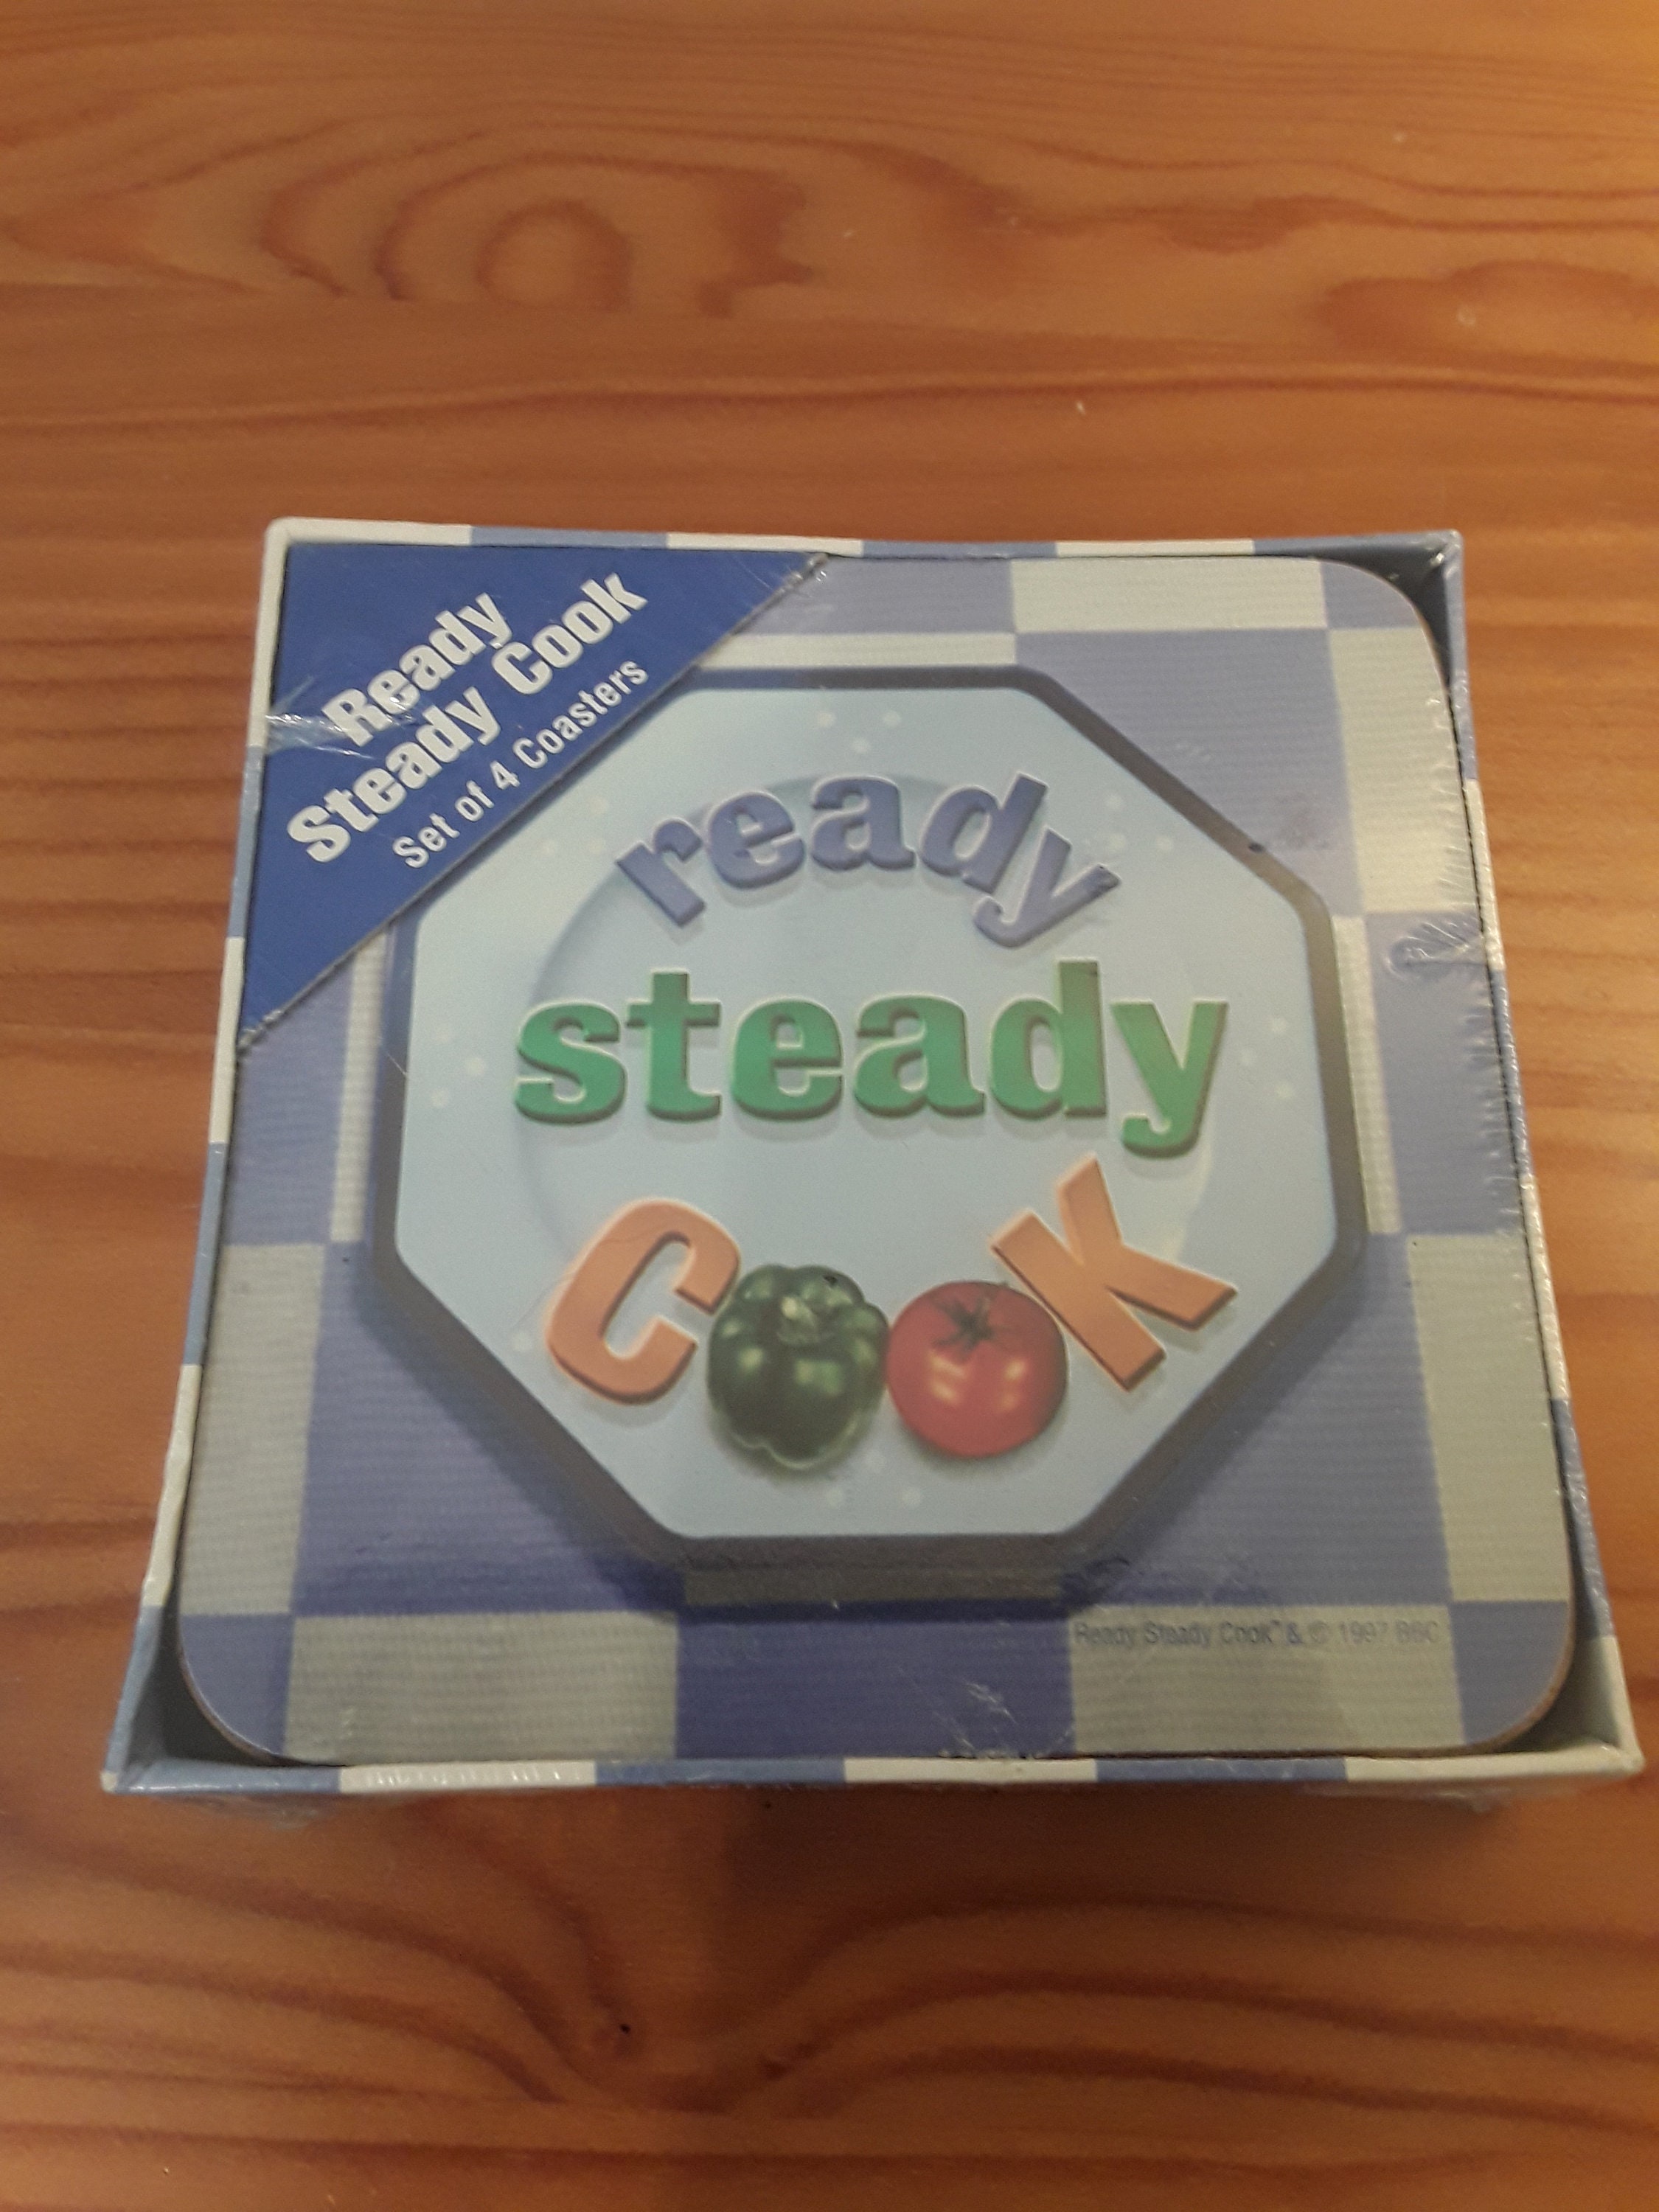 Ready
Steady Cook
Set of 4 Coasters
ready
steady
COOK
Ready Steady Cook™ & © 1997 BBC